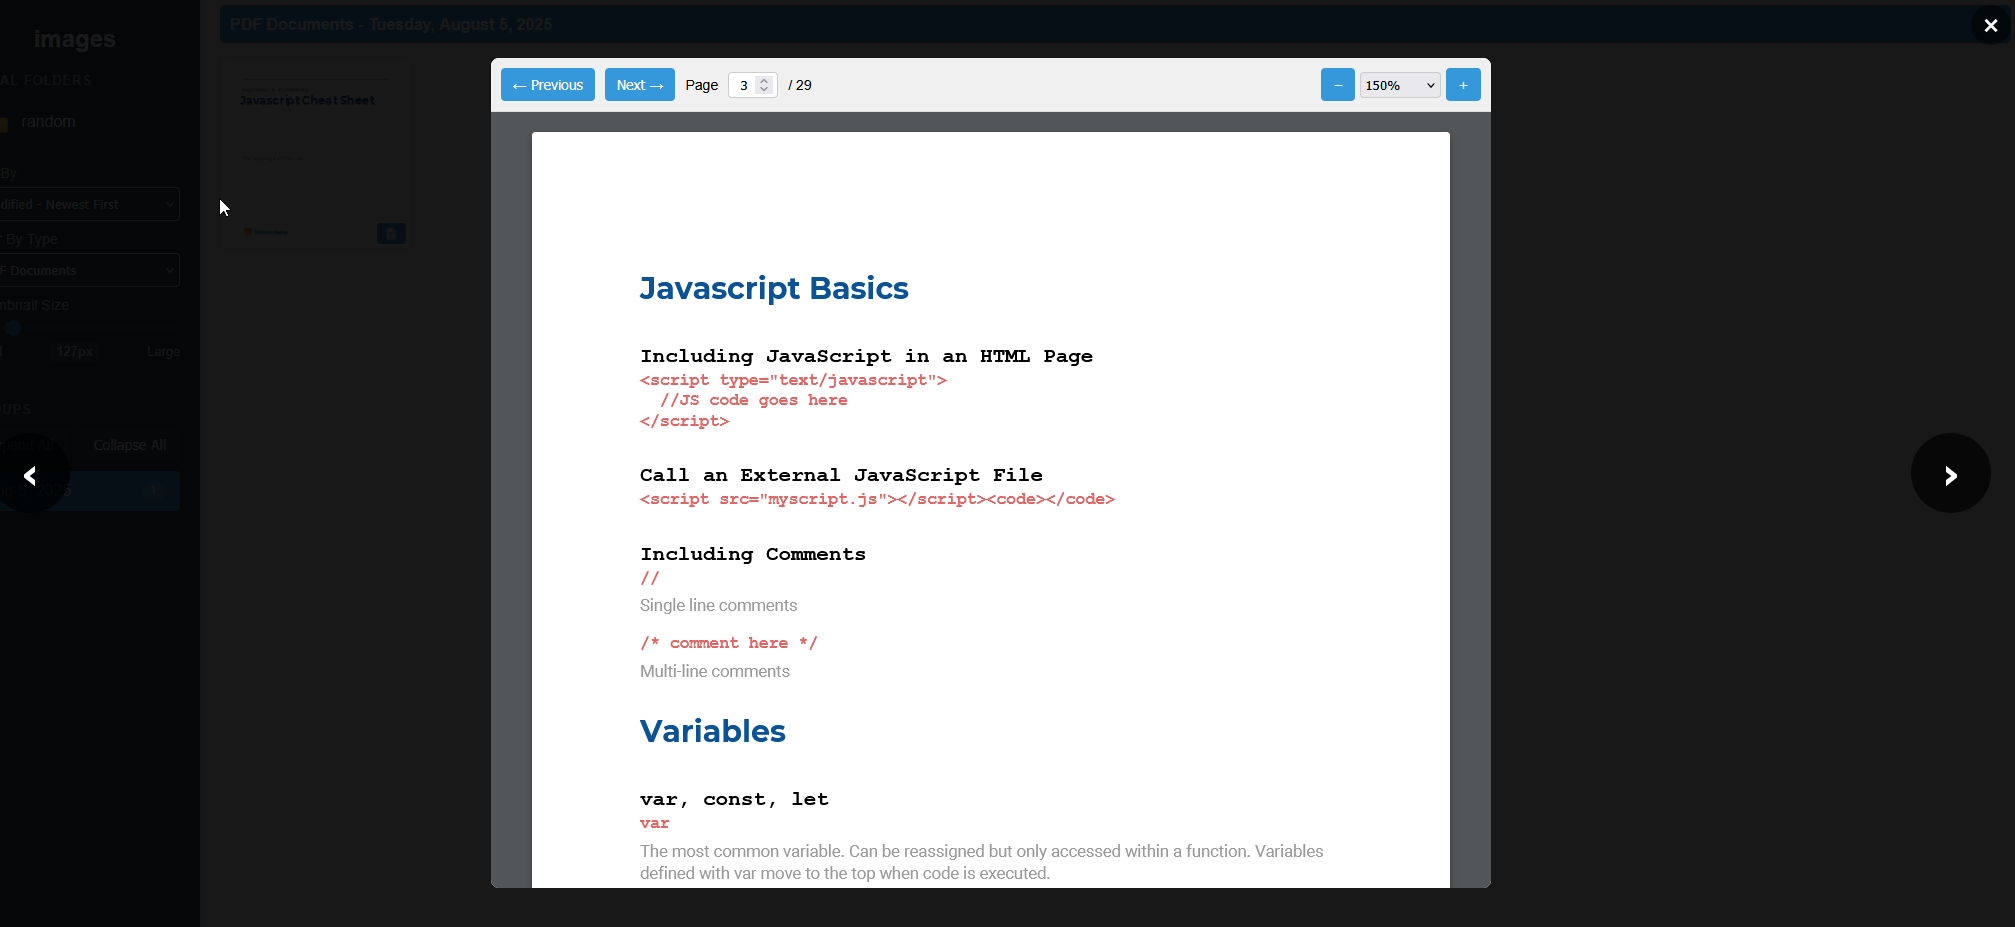 images
PDF Documents - Tuesday, August 5, 2025
AL FOLDERS
random
By
dified - Newest First
By Type
F Documents
mbnail Size
127px
Large
UPS
Collapse All
1
Javascript Cheat Sheet
← Previous
Next →
Page
3
/ 29
−
150%
+
Javascript Basics
Including JavaScript in an HTML Page
<script type="text/javascript">
//JS code goes here
</script>
Call an External JavaScript File
<script src="myscript.js"></script><code></code>
Including Comments
//
Single line comments
/* comment here */
Multi-line comments
Variables
var, const, let
var
The most common variable. Can be reassigned but only accessed within a function. Variables
defined with var move to the top when code is executed.